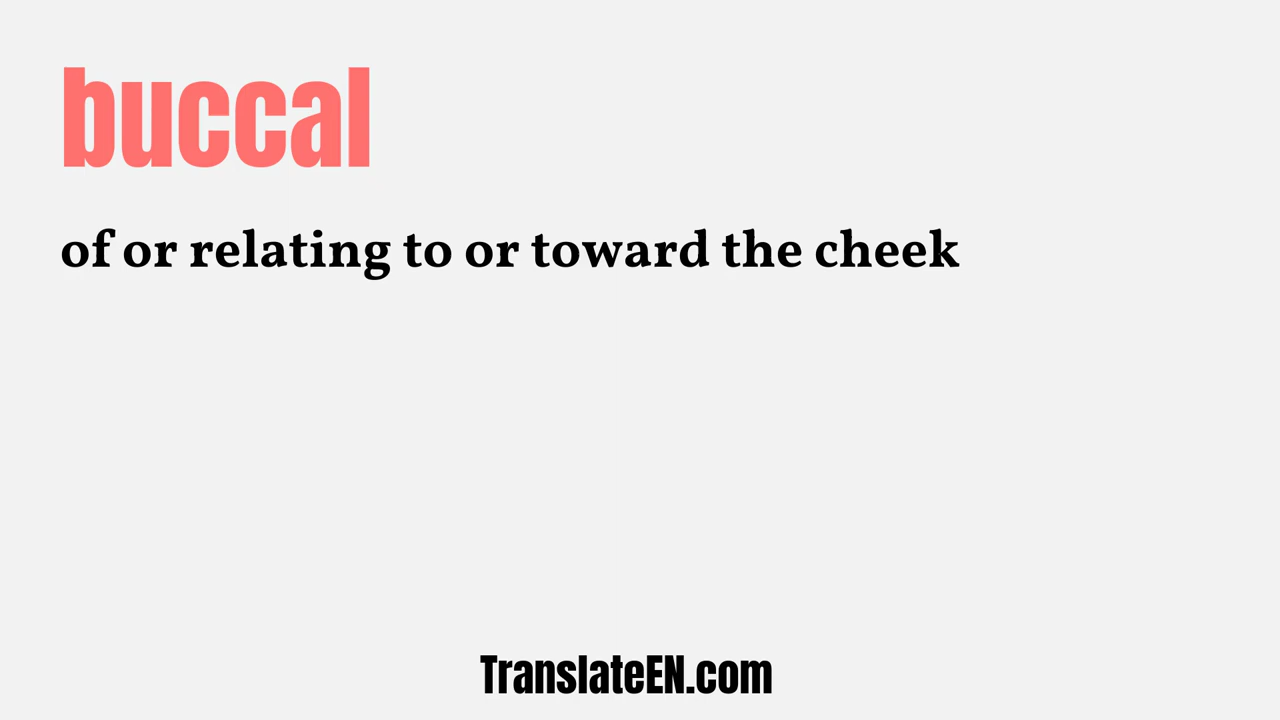 buccal
of or relating to or toward the cheek
TranslateEN.com